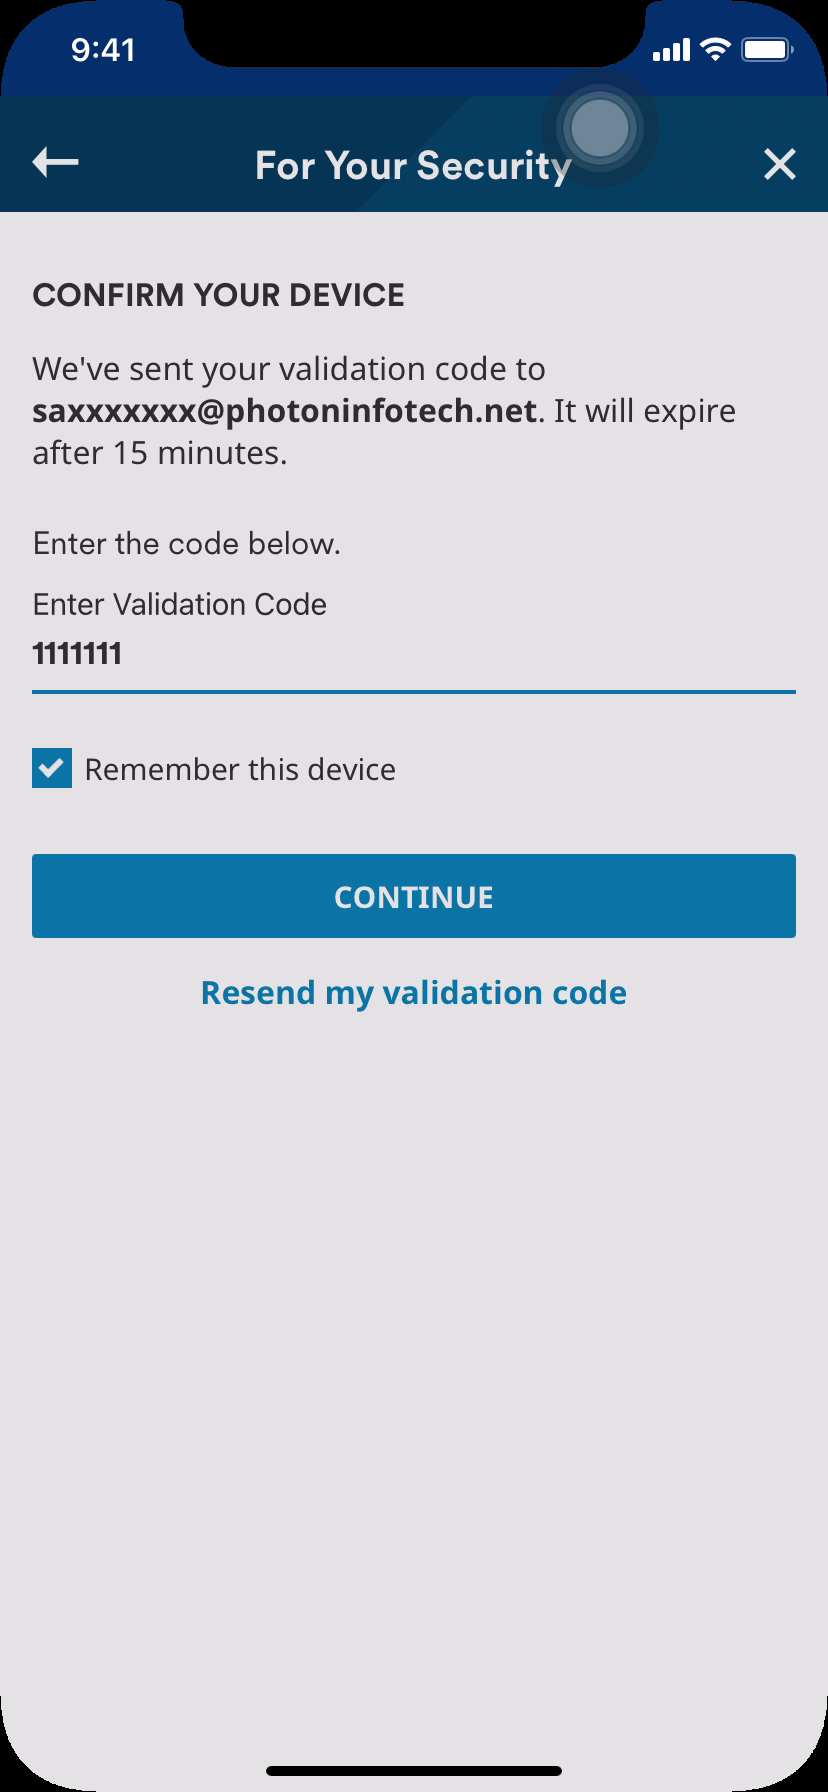 9:41
For Your Security
CONFIRM YOUR DEVICE
We've sent your validation code to
saxxxxxxx@photoninfotech.net. It will expire
after 15 minutes.
Enter the code below.
Enter Validation Code
1111111
Remember this device
CONTINUE
Resend my validation code